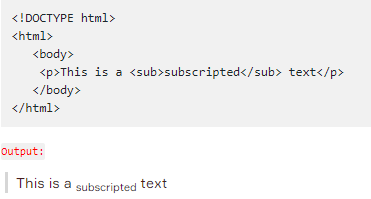 <!DOCTYPE html>
<html>
<body>
<p>This is a <sub>subscripted</sub> text</p>
</body>
</html>
Output:
This is a subscripted text